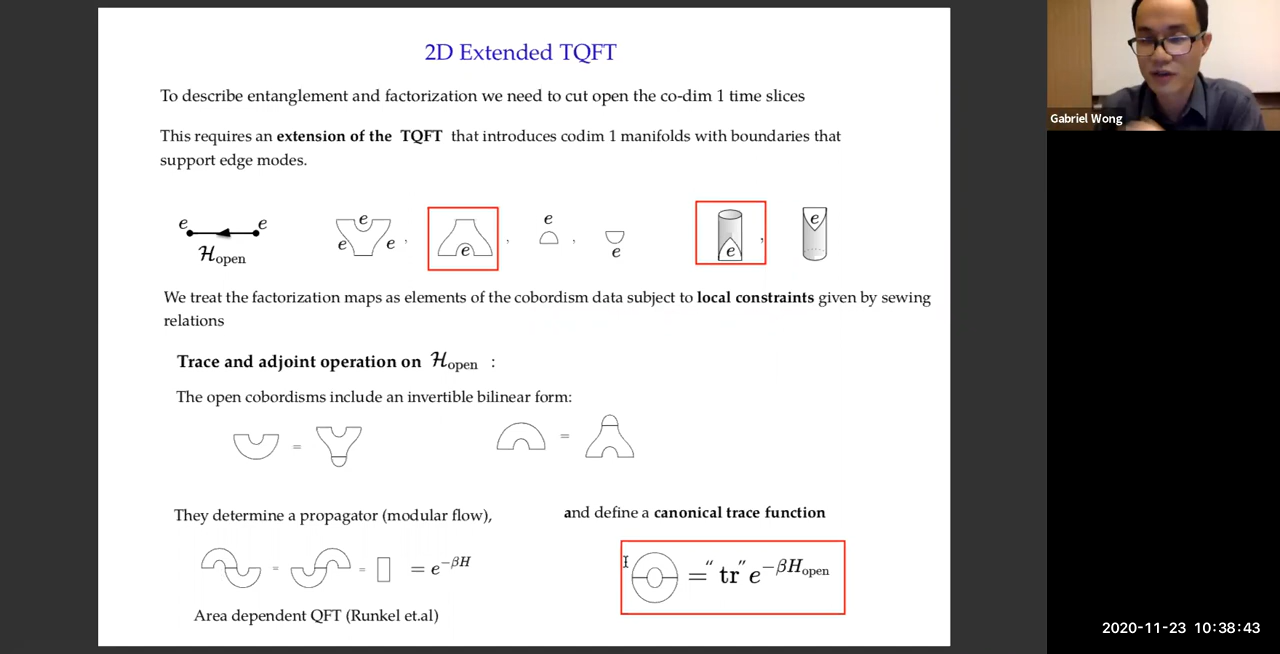 2D Extended TQFT
To describe entanglement and factorization we need to cut open the co-dim 1 time slices
This requires an extension of the TQFT that introduces codim 1 manifolds with boundaries that
support edge modes.
e e e e e , e , e , e e , e
ℋopen
We treat the factorization maps as elements of the cobordism data subject to local constraints given by sewing
relations
Trace and adjoint operation on ℋopen :
The open cobordisms include an invertible bilinear form:
= =
They determine a propagator (modular flow),
and define a canonical trace function
= = = e^{-βH}
= "tr" e^{-βHopen}
Area dependent QFT (Runkel et.al)
Gabriel Wong
2020-11-23 10:38:43